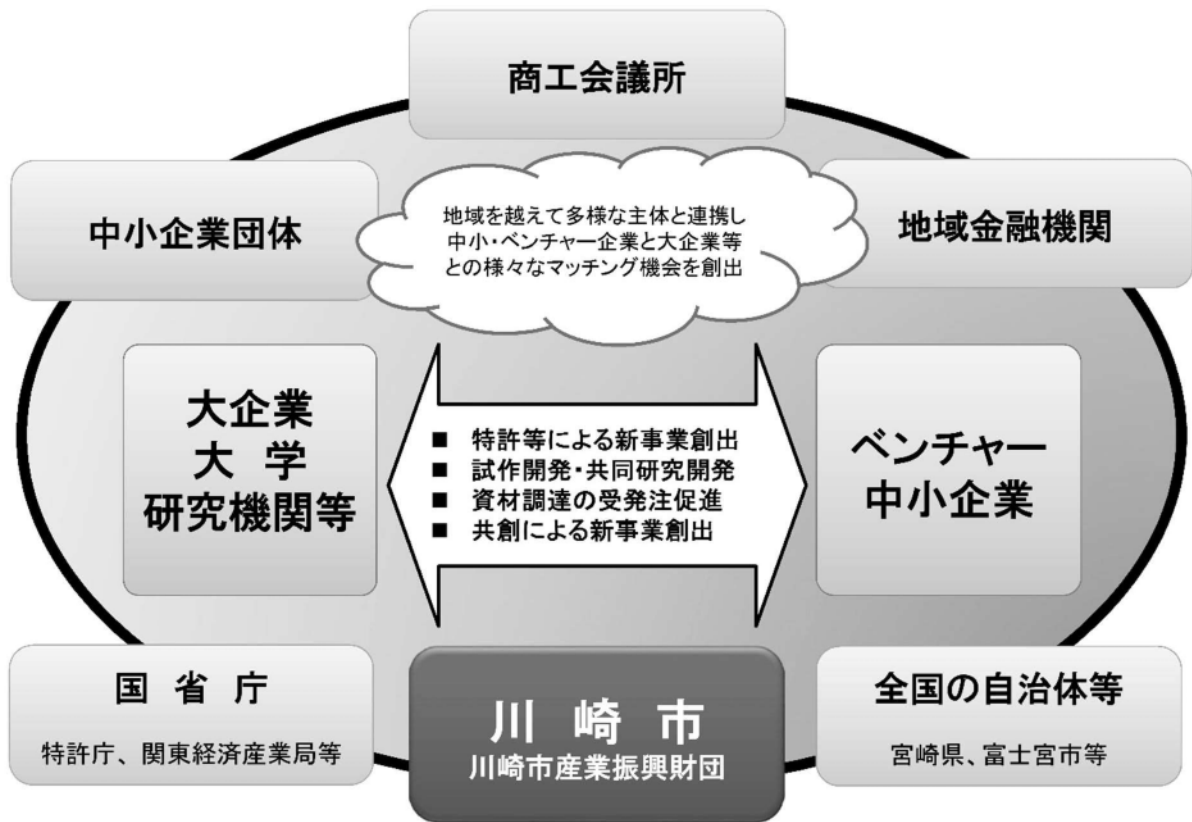 商工会議所
中小企業団体
地域を越えて多様な主体と連携し
中小・ベンチャー企業と大企業等
との様々なマッチング機会を創出
地域金融機関
大企業
大 学
研究機関等
■ 特許等による新事業創出
■ 試作開発・共同研究開発
■ 資材調達の受発注促進
■ 共創による新事業創出
ベンチャー
中小企業
国 省 庁
特許庁、関東経済産業局等
川 崎 市
川崎市産業振興財団
全国の自治体等
宮崎県、富士宮市等